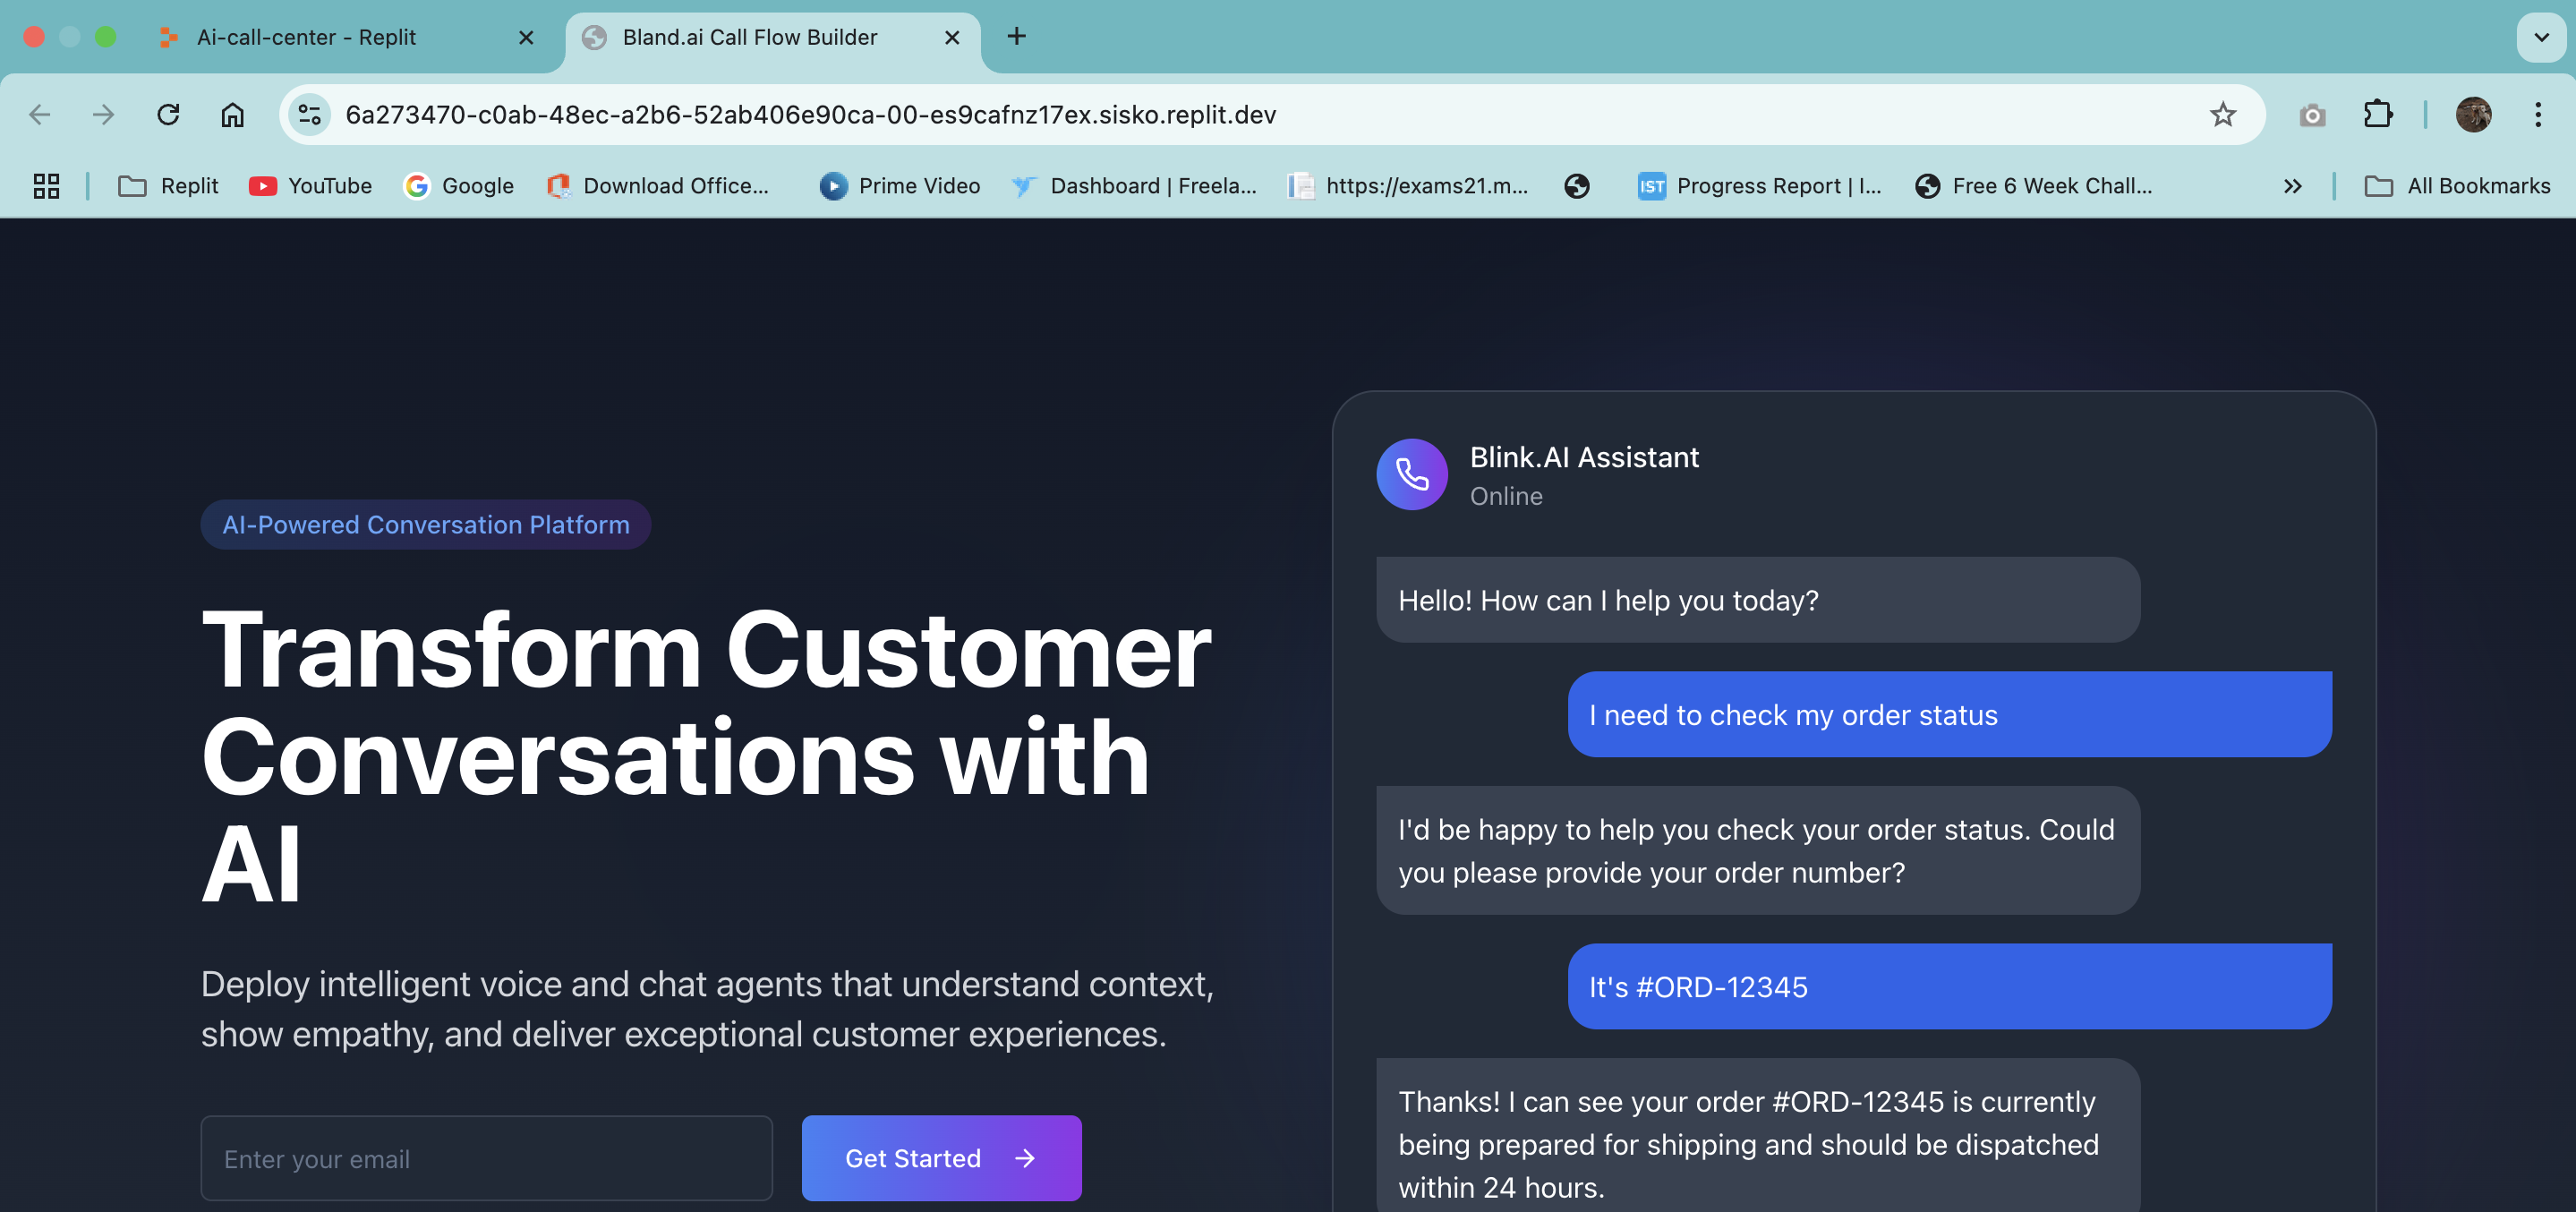 Ai-call-center - Replit
Bland.ai Call Flow Builder
6a273470-c0ab-48ec-a2b6-52ab406e90ca-00-es9cafnz17ex.sisko.replit.dev
Replit
YouTube
Google
Download Office...
Prime Video
Dashboard | Freela...
https://exams21.m...
IST
Progress Report | I...
Free 6 Week Chall...
All Bookmarks
AI-Powered Conversation Platform
Transform Customer
Conversations with
AI
Deploy intelligent voice and chat agents that understand context,
show empathy, and deliver exceptional customer experiences.
Enter your email
Get Started
Blink.AI Assistant
Online
Hello! How can I help you today?
I need to check my order status
I'd be happy to help you check your order status. Could
you please provide your order number?
It's #ORD-12345
Thanks! I can see your order #ORD-12345 is currently
being prepared for shipping and should be dispatched
within 24 hours.